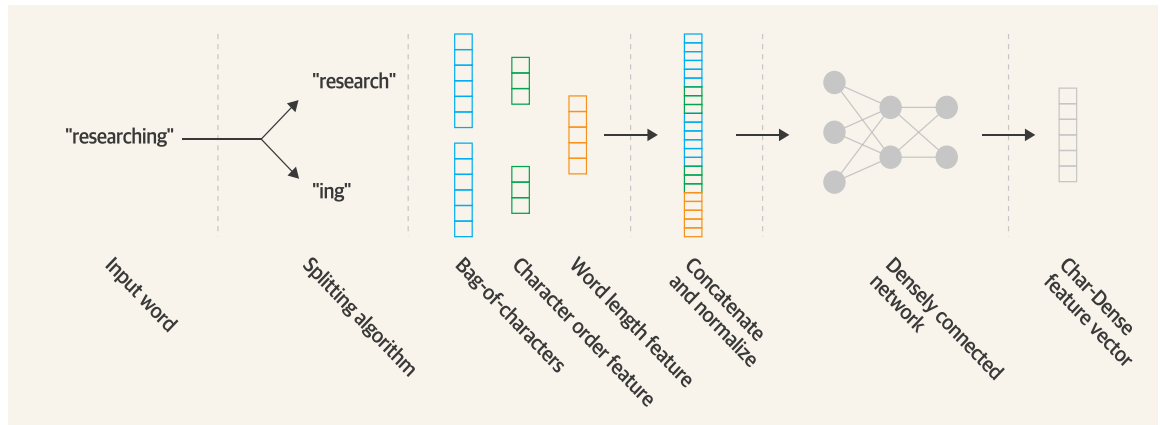 "researching"
"research"
"ing"
Input word
Splitting algorithm
Bag-of-characters
Character order feature
Word length feature
Concatenate
and normalize
Densely connected
network
Char-Dense
feature vector